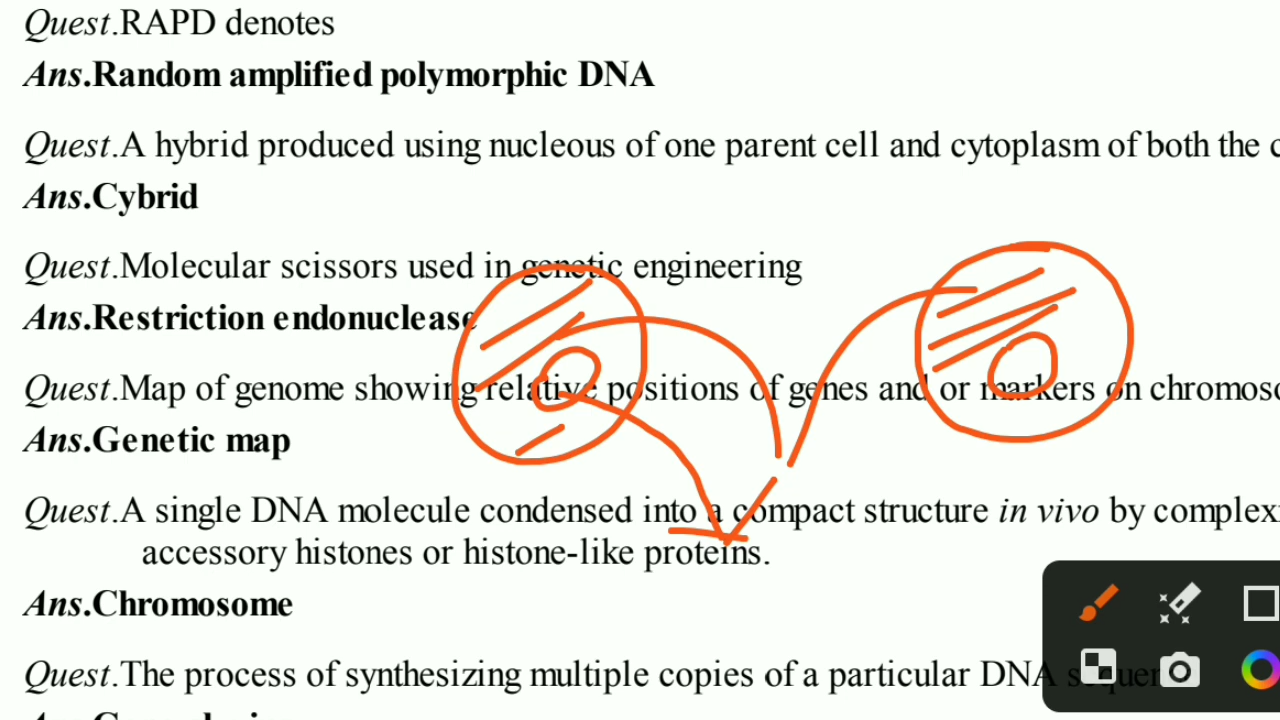 Quest.RAPD denotes
Ans.Random amplified polymorphic DNA
Quest.A hybrid produced using nucleous of one parent cell and cytoplasm of both the
Ans.Cybrid
Quest.Molecular scissors used in genetic engineering
Ans.Restriction endonuclease
Quest.Map of genome showing relative positions of genes and or markers on
Ans.Genetic map
Quest.A single DNA molecule condensed into a compact structure in vivo by
accessory histones or histone-like proteins.
Ans.Chromosome
Quest.The process of synthesizing multiple copies of a particular DNA